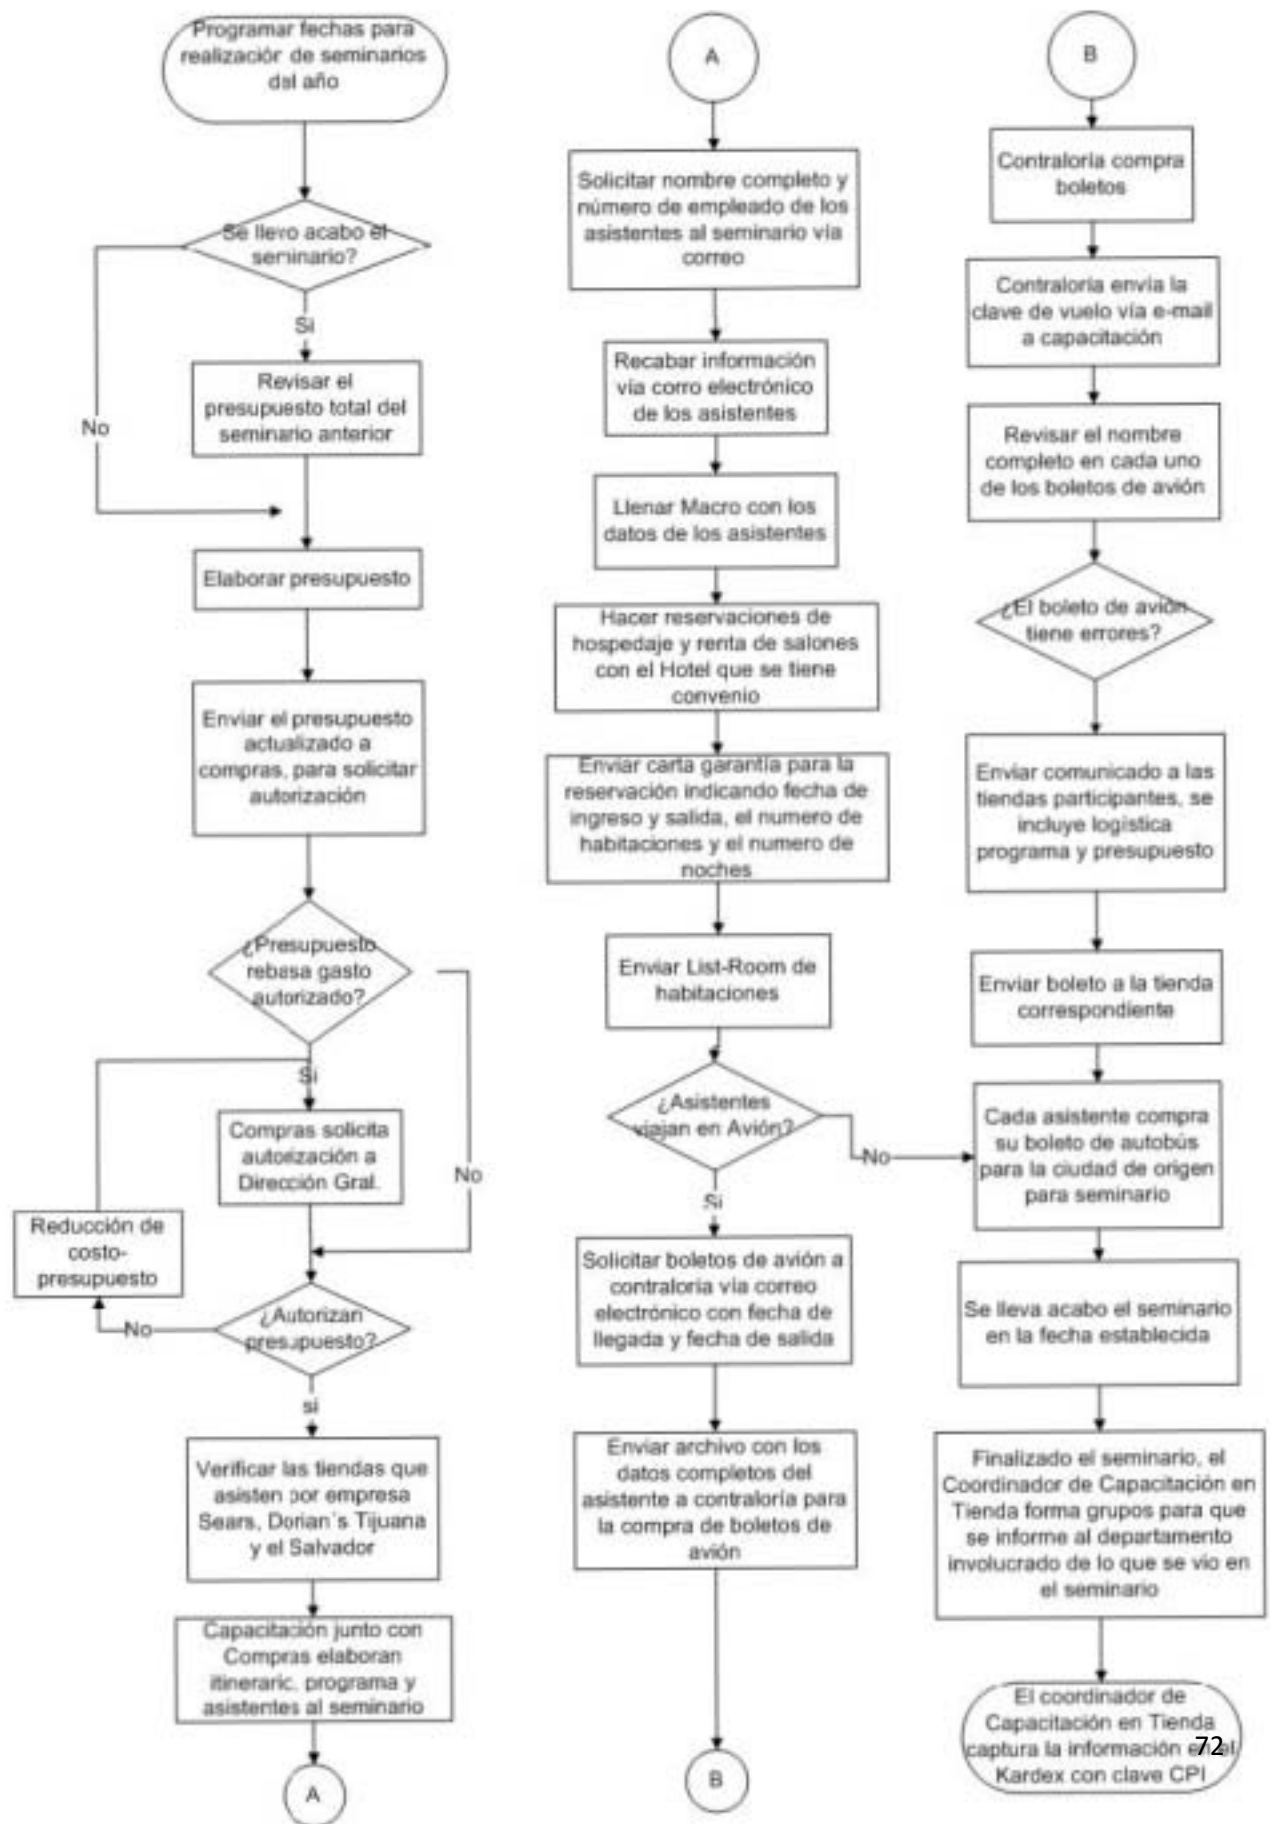 Programar fechas para
realización de seminarios
del año
Se llevo acabo el
seminario?
Si
No
Revisar el
presupuesto total del
seminario anterior
Elaborar presupuesto
Enviar el presupuesto
actualizado a
compras, para solicitar
autorización
¿Presupuesto
rebasa gasto
autorizado?
Si
Compras solicita
autorización a
Dirección Gral.
No
Reducción de
costo-
presupuesto
No
¿Autorizan
presupuesto?
si
Verificar las tiendas que
asisten por empresa
Sears, Dorian´s Tijuana
y el Salvador
Capacitación junto con
Compras elaboran
itinerario, programa y
asistentes al seminario
A
A
Solicitar nombre completo y
número de empleado de los
asistentes al seminario vía
correo
Recabar información
vía corro electrónico
de los asistentes
Llenar Macro con los
datos de los asistentes
Hacer reservaciones de
hospedaje y renta de salones
con el Hotel que se tiene
convenio
Enviar carta garantía para la
reservación indicando fecha de
ingreso y salida, el numero de
habitaciones y el numero de
noches
Enviar List-Room de
habitaciones
¿Asistentes
viajan en Avión?
No
Si
Solicitar boletos de avión a
contraloría vía correo
electrónico con fecha de
llegada y fecha de salida
Enviar archivo con los
datos completos del
asistente a contraloría para
la compra de boletos de
avión
B
B
Contraloría compra
boletos
Contraloría envía la
clave de vuelo vía e-mail
a capacitación
Revisar el nombre
completo en cada uno
de los boletos de avión
¿El boleto de avión
tiene errores?
Enviar comunicado a las
tiendas participantes, se
incluye logística
programa y presupuesto
Enviar boleto a la tienda
correspondiente
Cada asistente compra
su boleto de autobús
para la ciudad de origen
para seminario
Se lleva acabo el seminario
en la fecha establecida
Finalizado el seminario, el
Coordinador de Capacitación en
Tienda forma grupos para que
se informe al departamento
involucrado de lo que se vio en
el seminario
El coordinador de
Capacitación en Tienda
captura la información en el
Kardex con clave CPI
72